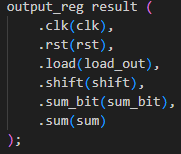 output_reg result (
    .clk(clk),
    .rst(rst),
    .load(load_out),
    .shift(shift),
    .sum_bit(sum_bit),
    .sum(sum)
);